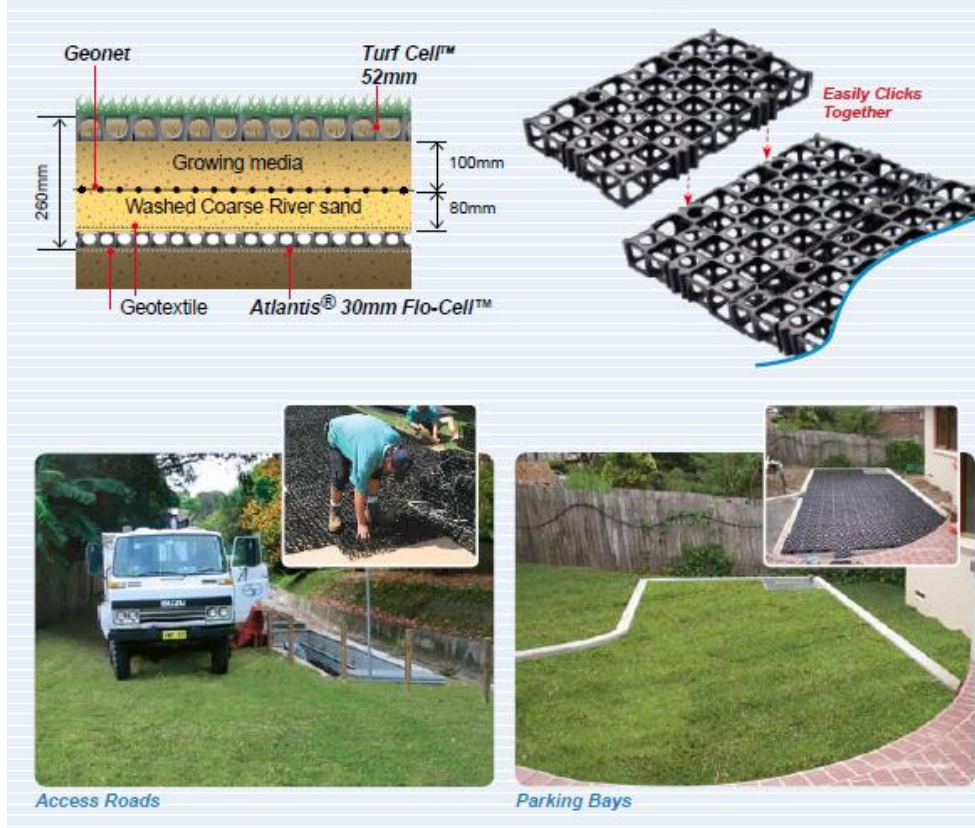 Geonet
Turf Cell™
52mm
Easily Clicks
Together
Growing media
100mm
260mm
Washed Coarse River sand
80mm
Geotextile
Atlantis® 30mm Flo-Cell™
ISUZU
Access Roads
Parking Bays